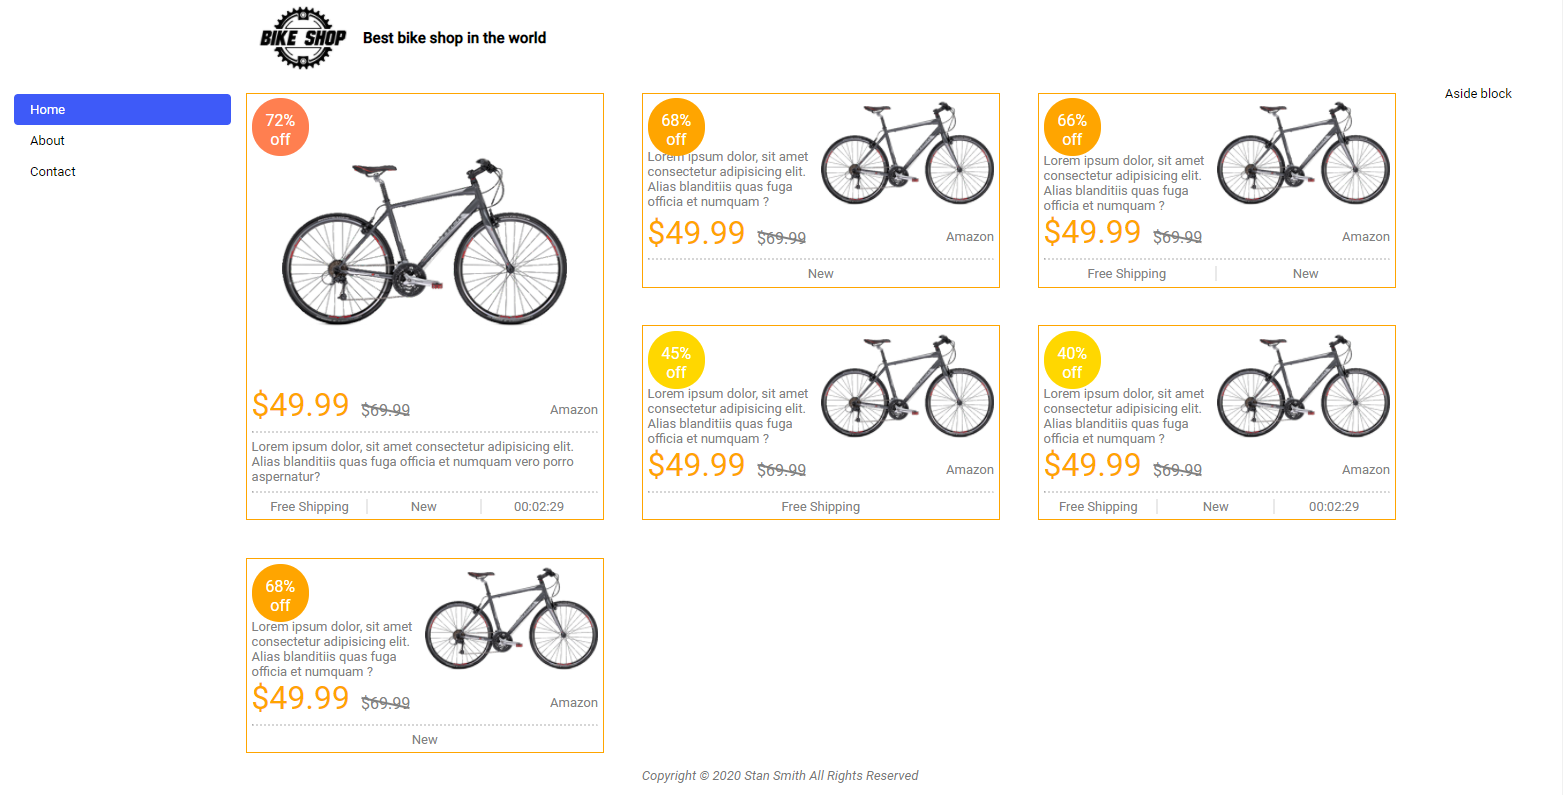 BIKE SHOP
Best bike shop in the world
Home
About
Contact
72%
off
$49.99 $69.99 Amazon
Lorem ipsum dolor, sit amet consectetur adipisicing elit.
Alias blanditiis quas fuga officia et numquam vero porro
aspernatur?
Free Shipping New 00:02:29
68%
off
Lorem ipsum dolor, sit amet
consectetur adipisicing elit.
Alias blanditiis quas fuga
officia et numquam ?
$49.99 $69.99 Amazon
New
66%
off
Lorem ipsum dolor, sit amet
consectetur adipisicing elit.
Alias blanditiis quas fuga
officia et numquam ?
$49.99 $69.99 Amazon
Free Shipping New
Aside block
45%
off
Lorem ipsum dolor, sit amet
consectetur adipisicing elit.
Alias blanditiis quas fuga
officia et numquam ?
$49.99 $69.99 Amazon
Free Shipping
40%
off
Lorem ipsum dolor, sit amet
consectetur adipisicing elit.
Alias blanditiis quas fuga
officia et numquam ?
$49.99 $69.99 Amazon
Free Shipping New 00:02:29
68%
off
Lorem ipsum dolor, sit amet
consectetur adipisicing elit.
Alias blanditiis quas fuga
officia et numquam ?
$49.99 $69.99 Amazon
New
Copyright © 2020 Stan Smith All Rights Reserved